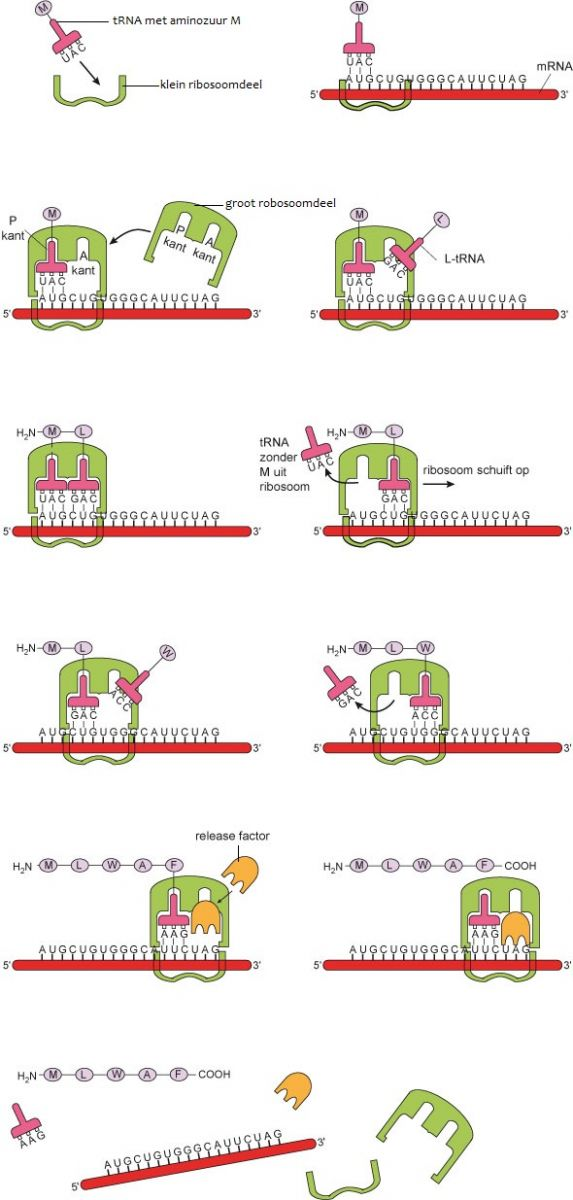 M
tRNA met aminozuur M
UAC
klein ribosoomdeel
M
UAC
AUGCUGUGGGCAUUCUAG
mRNA
5' 3'
groot robosoomdeel
M
P
kant
A
kant
P
kant
A
kant
UAC
AUGCUGUGGGCAUUCUAG
5' 3'
M
L
L-tRNA
GAC
UAC
AUGCUGUGGGCAUUCUAG
5' 3'
H₂N M L
UAC GAC
AUGCUGUGGGCAUUCUAG
5' 3'
H₂N M L
tRNA
zonder
M uit
ribosoom
UAC
ribosoom schuift op
GAC
AUGCUGUGGGCAUUCUAG
5' 3'
H₂N M L
W
ACC
GAC
AUGCUGUGGGCAUUCUAG
5' 3'
H₂N M L W
GAC
ACC
AUGCUGUGGGCAUUCUAG
5' 3'
release factor
H₂N M L W A F
AAG
AUGCUGUGGGCAUUCUAG
5' 3'
H₂N M L W A F COOH
AAG
AUGCUGUGGGCAUUCUAG
5' 3'
H₂N M L W A F COOH
AAG
AUGCUGUGGGCAUUCUAG
5' 3'